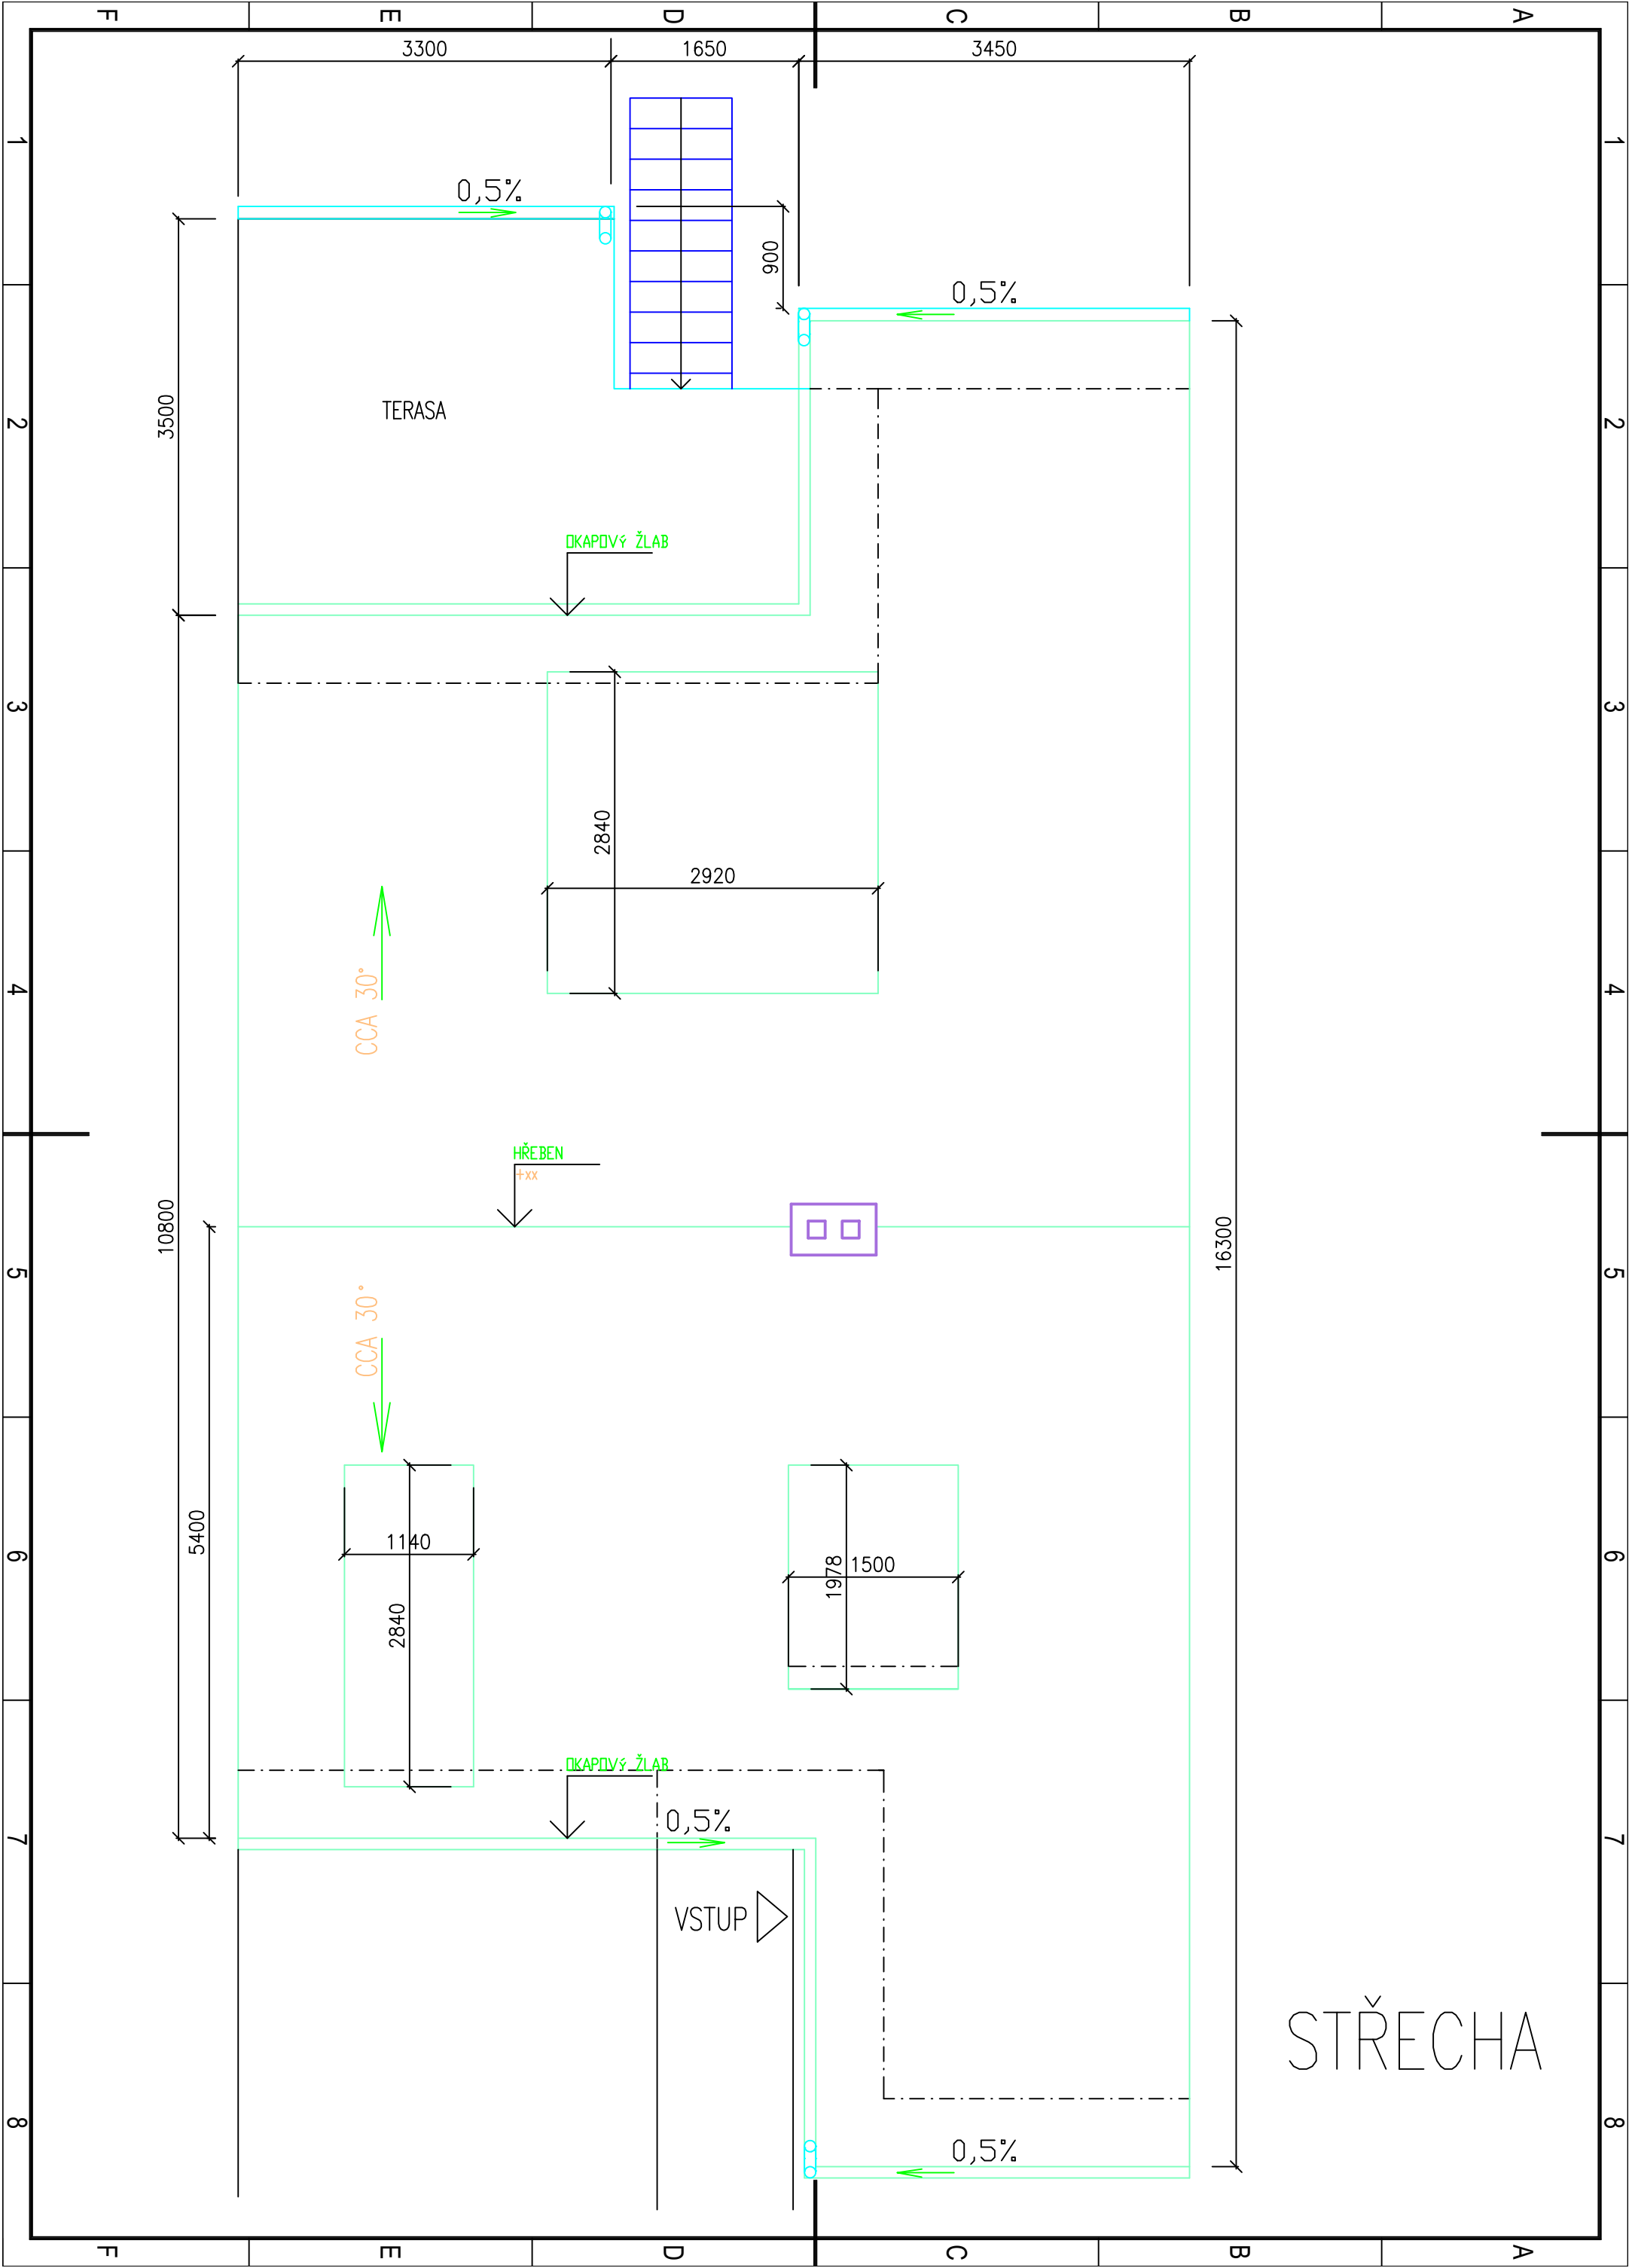 F E D C B A
3300 1650 3450
1 1
0,5%
900
0,5%
3500
TERASA
2 2
OKAPOVÝ ŽLAB
3 3
2840
2920
CCA 30°
4 4
HŘEBEN
+xx
10800
16300
5 5
CCA 30°
5400
1140
2840
1978
1500
6 6
OKAPOVÝ ŽLAB
0,5%
7 7
VSTUP
STŘECHA
8 8
0,5%
F E D C B A